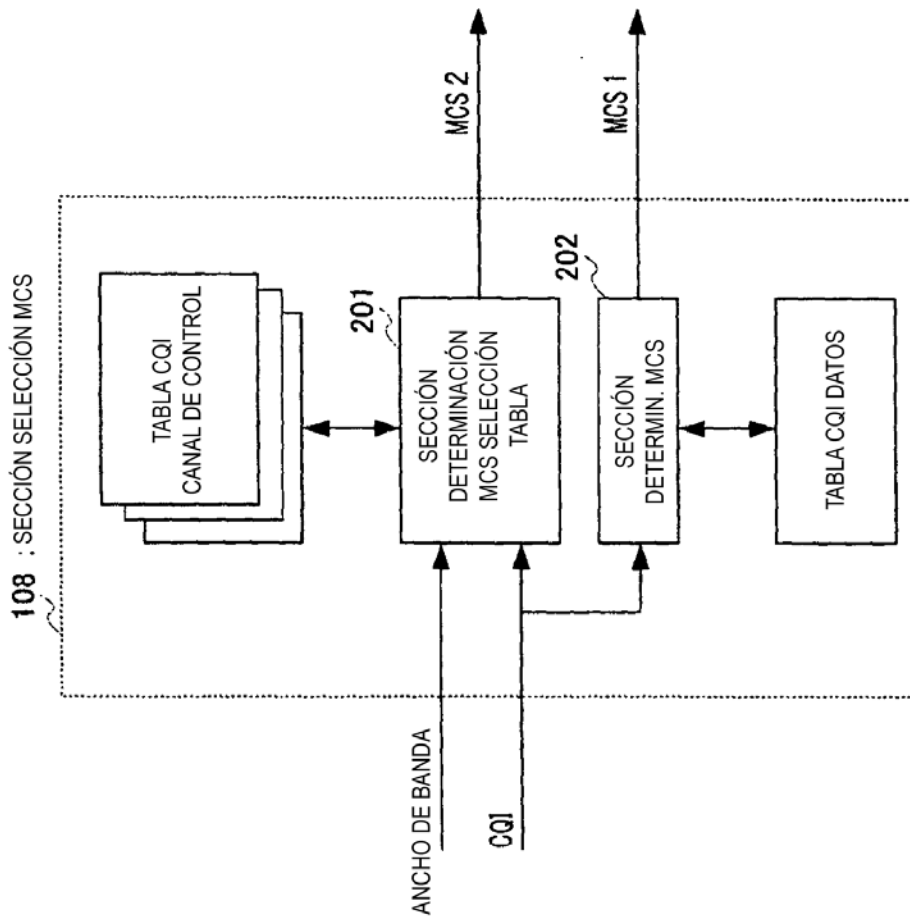 108 : SECCIÓN SELECCIÓN MCS
TABLA CQI
CANAL DE CONTROL
201
SECCIÓN
DETERMINACIÓN
MCS SELECCIÓN
TABLA
MCS 2
ANCHO DE BANDA
CQI
202
SECCIÓN
DETERMIN. MCS
MCS 1
TABLA CQI DATOS